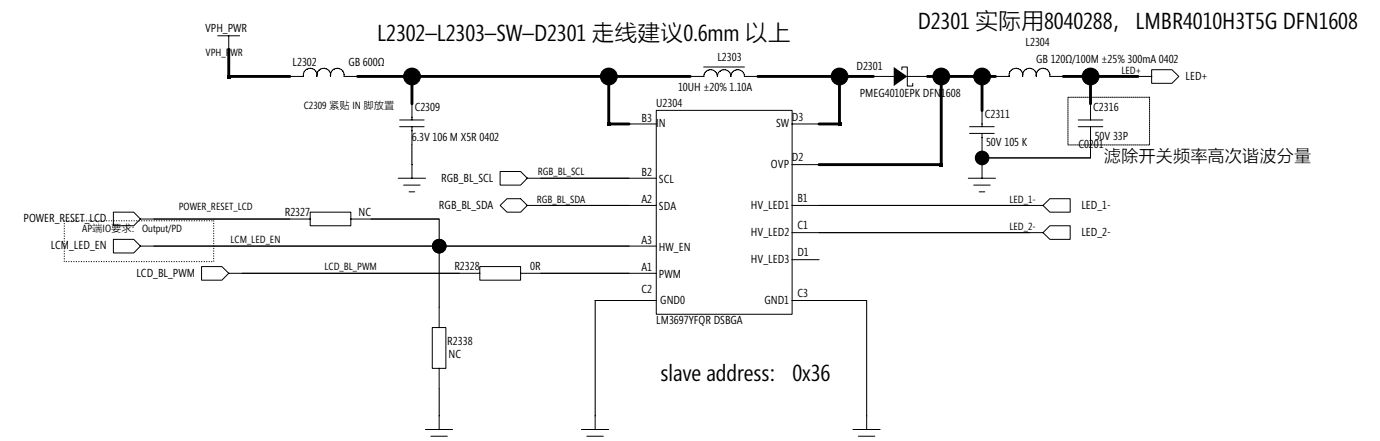 D2301 实际用8040288， LMBR4010H3T5G DFN1608
L2302–L2303–SW–D2301 走线建议0.6mm 以上
VPH_PWR
VPH_PWR
L2302
GB 600Ω
L2303
10UH ±20% 1.10A
D2301
PMEG4010EPK DFN1608
L2304
GB 120Ω/100M ±25% 300mA 0402
LED+
LED+
C2309 紧贴 IN 脚放置
C2309
6.3V 106 M X5R 0402
U2304
B3
IN
SW
D3
OVP
D2
C2311
50V 105 K
C2316
50V 33P
C0201
滤除开关频率高次谐波分量
RGB_BL_SCL
RGB_BL_SCL
B2
SCL
RGB_BL_SDA
RGB_BL_SDA
A2
SDA
HV_LED1
B1
LED_1-
LED_1-
POWER_RESET_LCD
POWER_RESET_LCD
R2327
NC
AP端IO要求: Output/PD
LCM_LED_EN
LCM_LED_EN
A3
HW_EN
HV_LED2
C1
LED_2-
LED_2-
HV_LED3
D1
LCD_BL_PWM
LCD_BL_PWM
R2328
0R
A1
PWM
C2
GND0
GND1
C3
LM3697YFQR DSBGA
R2338
NC
slave address: 0x36